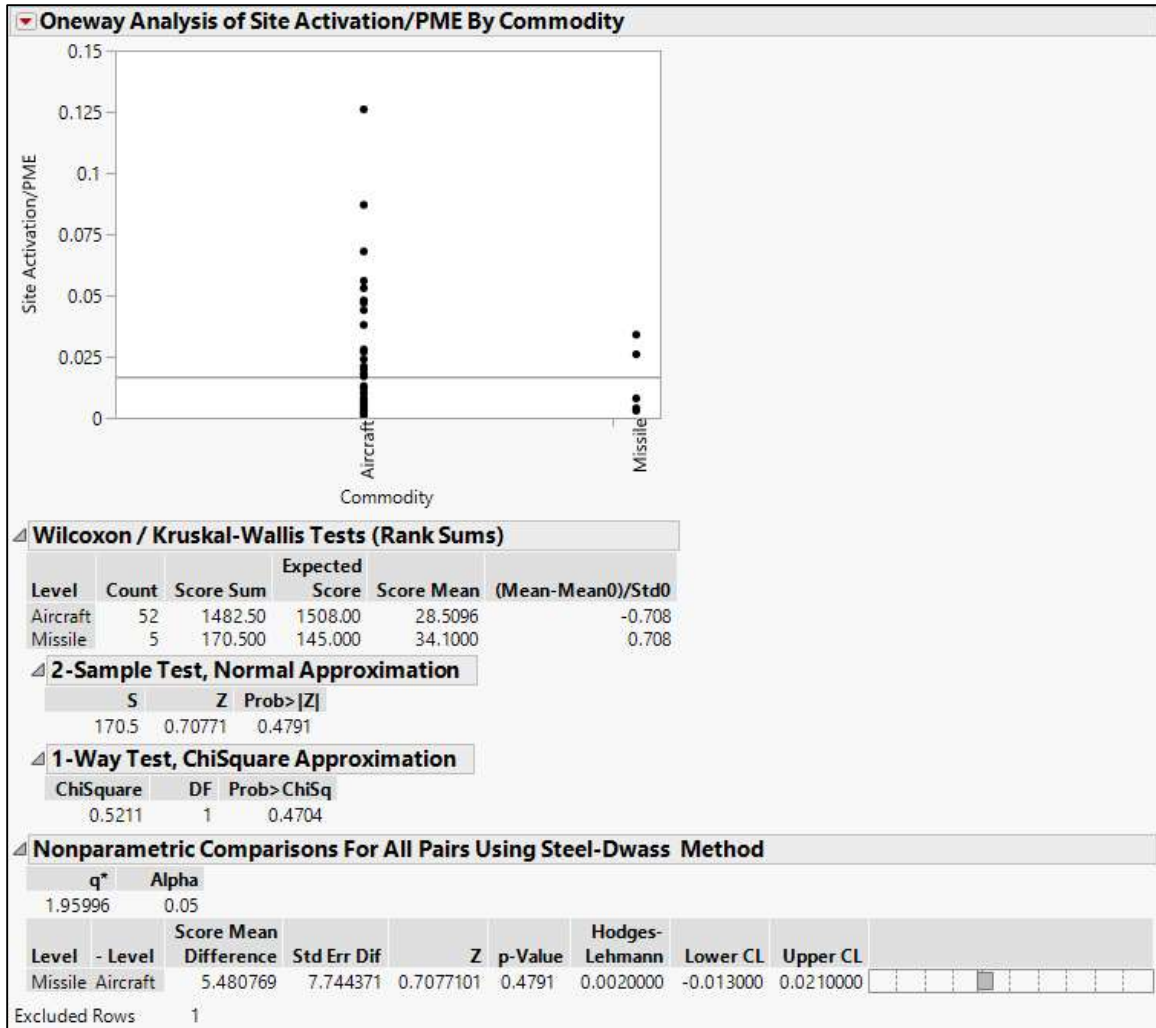 Oneway Analysis of Site Activation/PME By Commodity
0.15
0.125
0.1
0.075
0.05
0.025
0
Site Activation/PME
Aircraft
Missile
Commodity
Wilcoxon / Kruskal-Wallis Tests (Rank Sums)
Expected
Level Count Score Sum Score Score Mean (Mean-Mean0)/Std0
Aircraft 52 1482.50 1508.00 28.5096 -0.708
Missile 5 170.500 145.000 34.1000 0.708
2-Sample Test, Normal Approximation
S Z Prob>|Z|
170.5 0.70771 0.4791
1-Way Test, ChiSquare Approximation
ChiSquare DF Prob>ChiSq
0.5211 1 0.4704
Nonparametric Comparisons For All Pairs Using Steel-Dwass Method
q* Alpha
1.95996 0.05
Score Mean Hodges-
Level - Level Difference Std Err Dif Z p-Value Lehmann Lower CL Upper CL
Missile Aircraft 5.480769 7.744371 0.7077101 0.4791 0.0020000 -0.013000 0.0210000
Excluded Rows 1